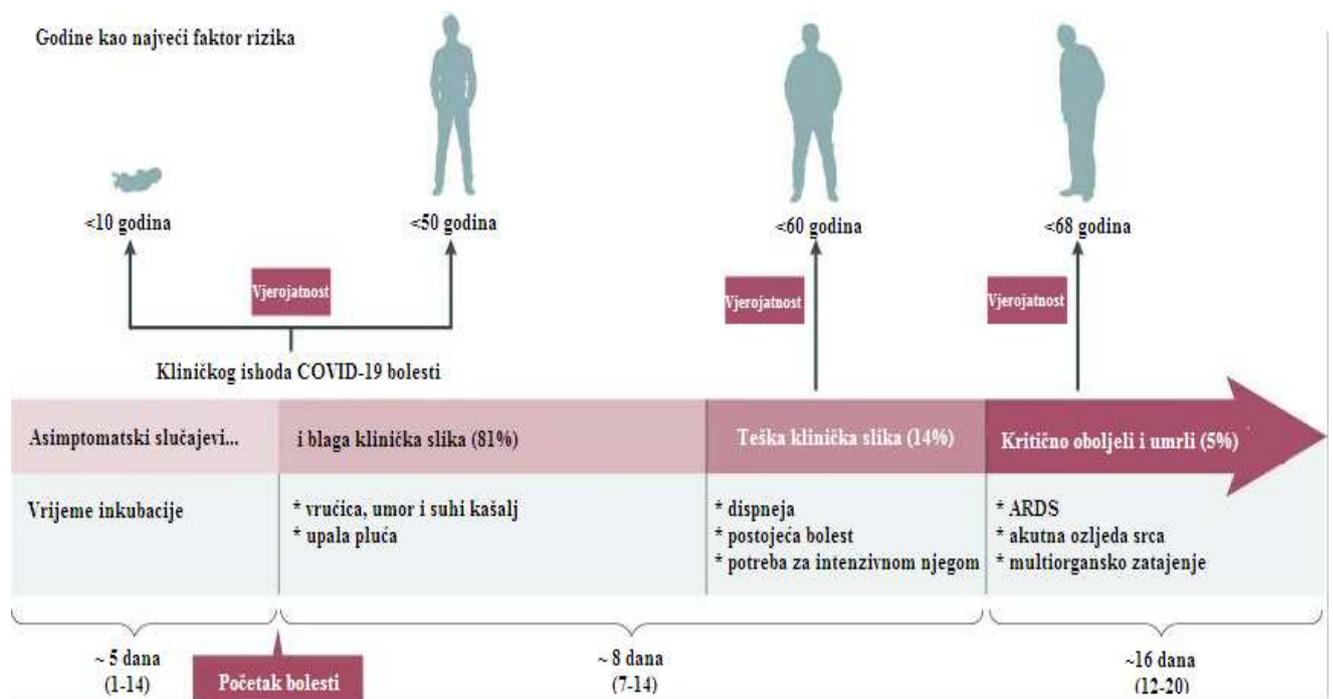 Godine kao najveći faktor rizika
<10 godina
<50 godina
<60 godina
<68 godina
Vjerojatnost
Vjerojatnost
Vjerojatnost
Kliničkog ishoda COVID-19 bolesti
Asimptomatski slučajevi...
i blaga klinička slika (81%)
Teška klinička slika (14%)
Kritično oboljeli i umrli (5%)
Vrijeme inkubacije
* vrućica, umor i suhi kašalj
* upala pluća
* dispneja
* postojeća bolest
* potreba za intenzivnom njegom
* ARDS
* akutna ozljeda srca
* multiorgansko zatajenje
~ 5 dana
(1-14)
Početak bolesti
~ 8 dana
(7-14)
~16 dana
(12-20)